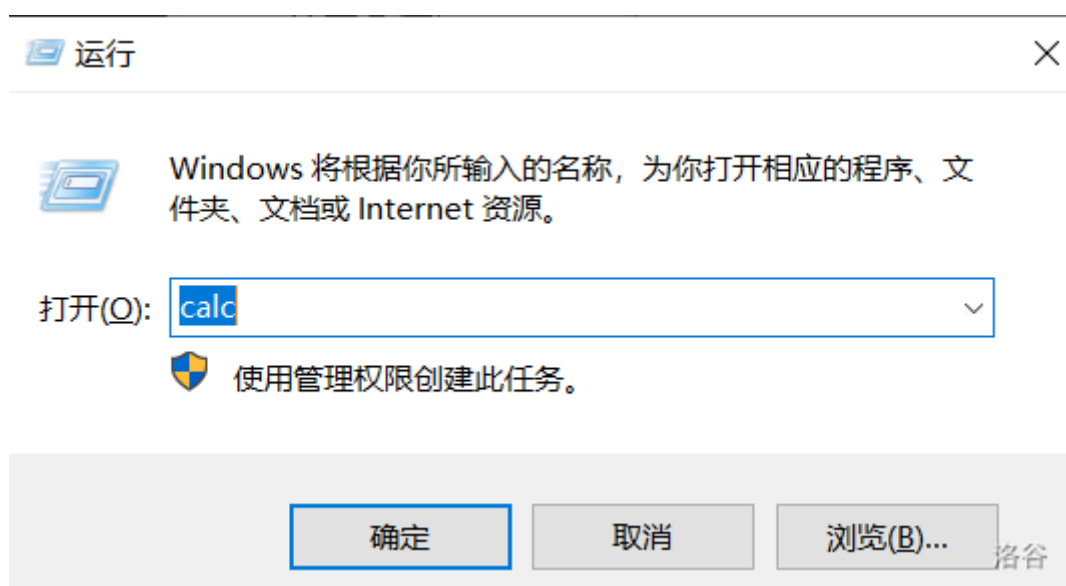 运行
Windows 将根据你所输入的名称，为你打开相应的程序、文
件夹、文档或 Internet 资源。
打开(O): calc
使用管理权限创建此任务。
确定 取消 浏览(B)...
洛谷